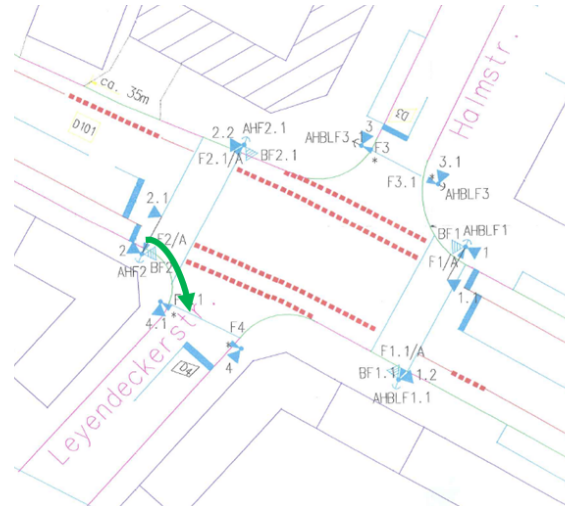 ca. 35m
D101
2.2
AHF2.1
F2.1/A
BF2.1
AHBLF3.1
3
F3
*
D3
Halmstr.
3.1
F3.1
*
AHBLF3
2.1
F2/A
2
AHF2
BF2
BF1
AHBLF1
1
F1/A
1.1
4.1
*
F4
*
4
D4
Leyendeckerstr.
F1.1/A
BF1.1
1.2
AHBLF1.1